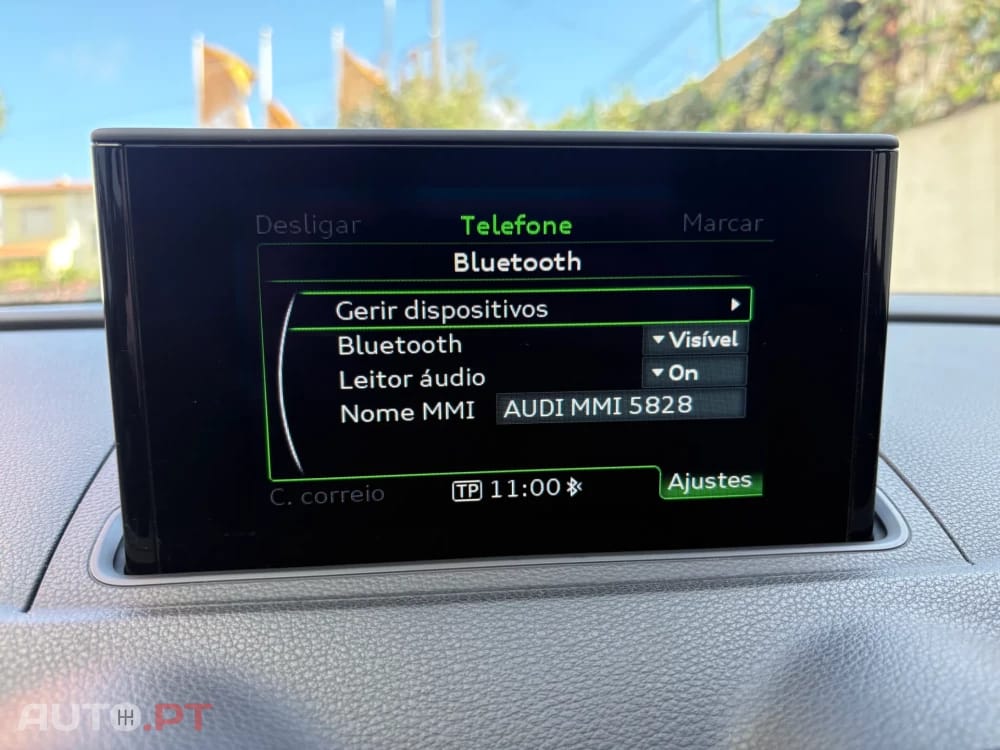 Desligar Telefone Marcar
Bluetooth
Gerir dispositivos
Bluetooth Visível
Leitor áudio On
Nome MMI AUDI MMI 5828
C. correio TP 11:00 Ajustes
AUTO.PT